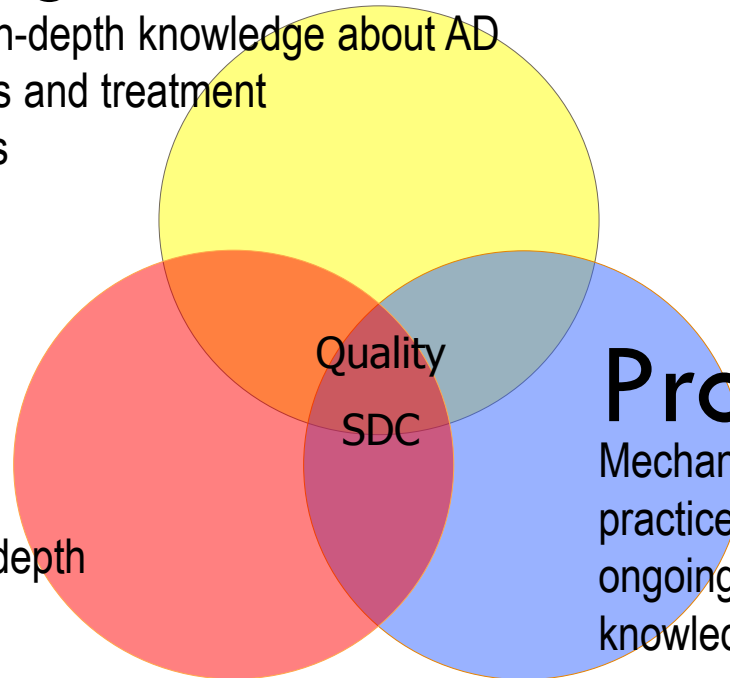 n-depth knowledge about AD
s and treatment
s
Quality
SDC
depth
Pro
Mechan
practice
ongoing
knowled